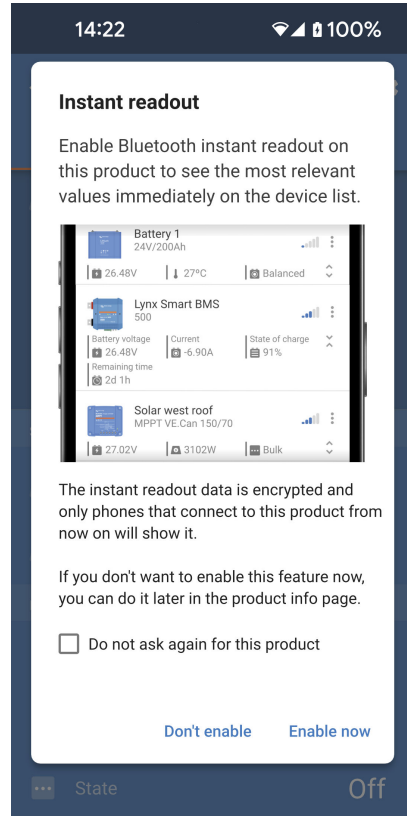 14:22
100%
Instant readout
Enable Bluetooth instant readout on
this product to see the most relevant
values immediately on the device list.
Battery 1
24V/200Ah
26.48V
27ºC
Balanced
Lynx Smart BMS
500
Battery voltage
Current
State of charge
26.48V
-6.90A
91%
Remaining time
2d 1h
Solar west roof
MPPT VE.Can 150/70
27.02V
3102W
Bulk
The instant readout data is encrypted and
only phones that connect to this product from
now on will show it.
If you don't want to enable this feature now,
you can do it later in the product info page.
Do not ask again for this product
Don't enable
Enable now
State
Off